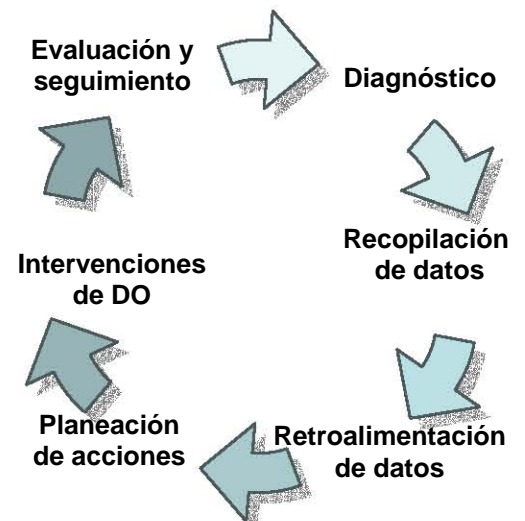 Evaluación y
seguimiento
Diagnóstico
Recopilación
de datos
Retroalimentación
de datos
Planeación
de acciones
Intervenciones
de DO